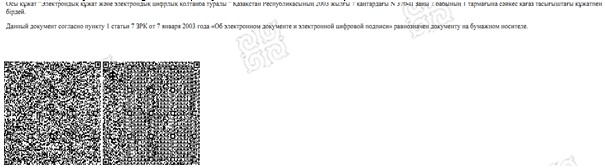 Осы құжат "Электрондық құжат және электрондық цифрлық қолтаңба туралы" Қазақстан Республикасының 2003 жылғы 7 қаңтардағы N 370-II Заңы 7 бабының 1 тармағына сәйкес қағаз тасығыштағы құжатпен
бірдей.
Данный документ согласно пункту 1 статьи 7 ЗРК от 7 января 2003 года «Об электронном документе и электронной цифровой подписи» равнозначен документу на бумажном носителе.